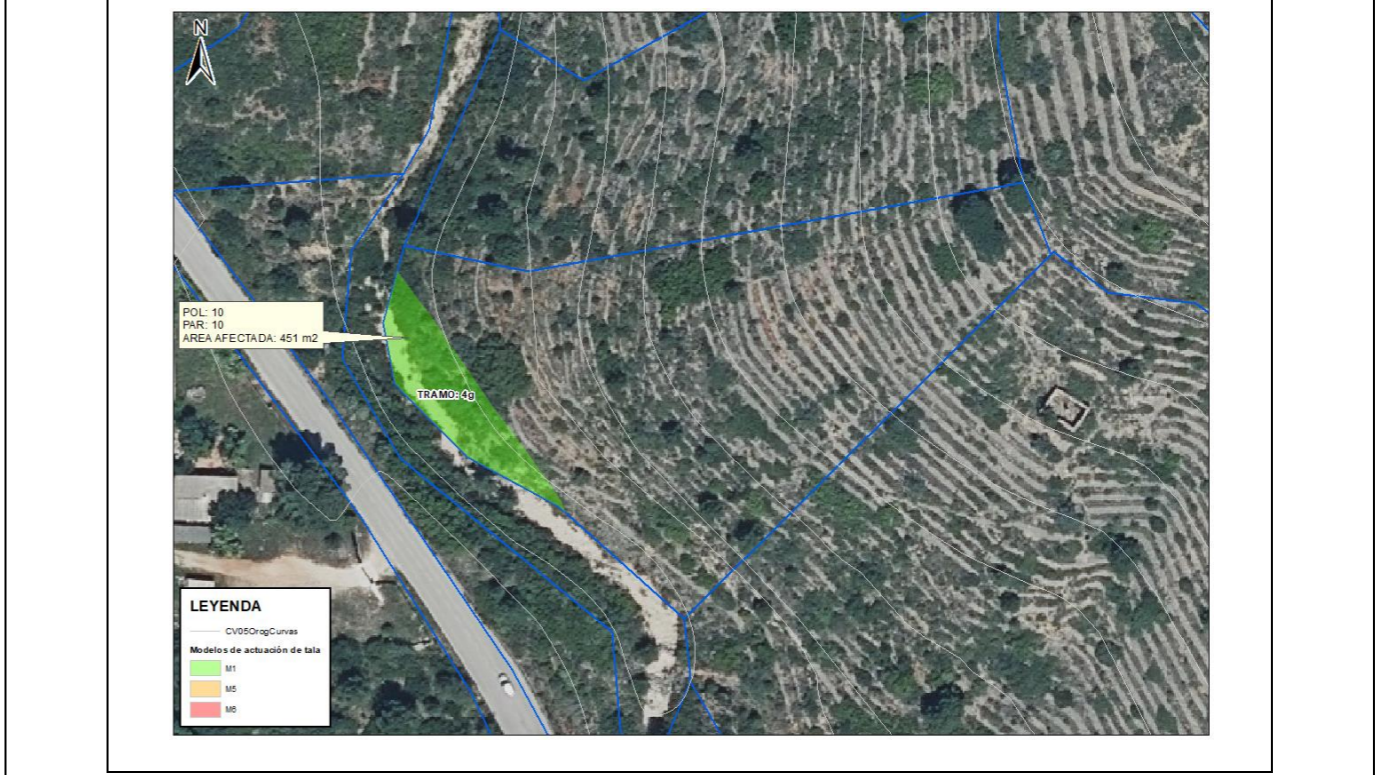 N
POL: 10
PAR: 10
AREA AFECTADA: 451 m2
TRAMO: 4g
LEYENDA
CV05OrogCurvas
Modelos de actuación de tala
M1
M5
M6